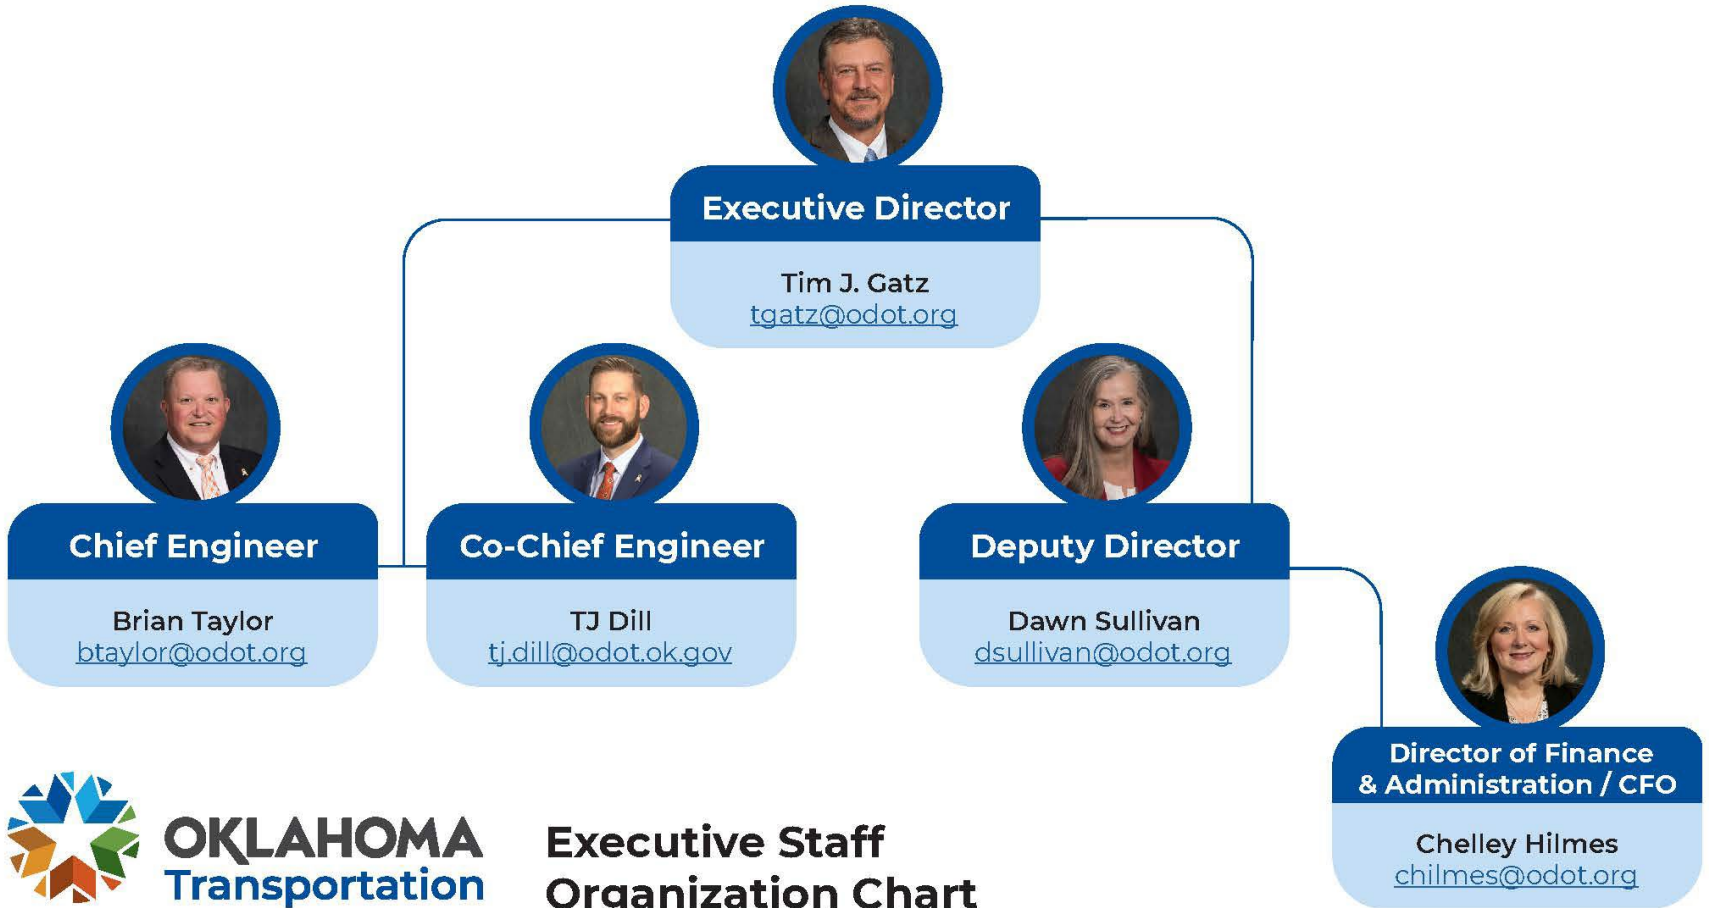 Executive Director
Tim J. Gatz
tgatz@odot.org
Chief Engineer
Brian Taylor
btaylor@odot.org
Co-Chief Engineer
TJ Dill
tj.dill@odot.ok.gov
Deputy Director
Dawn Sullivan
dsullivan@odot.org
Director of Finance
& Administration / CFO
Chelley Hilmes
chilmes@odot.org
OKLAHOMA
Transportation
Executive Staff
Organization Chart